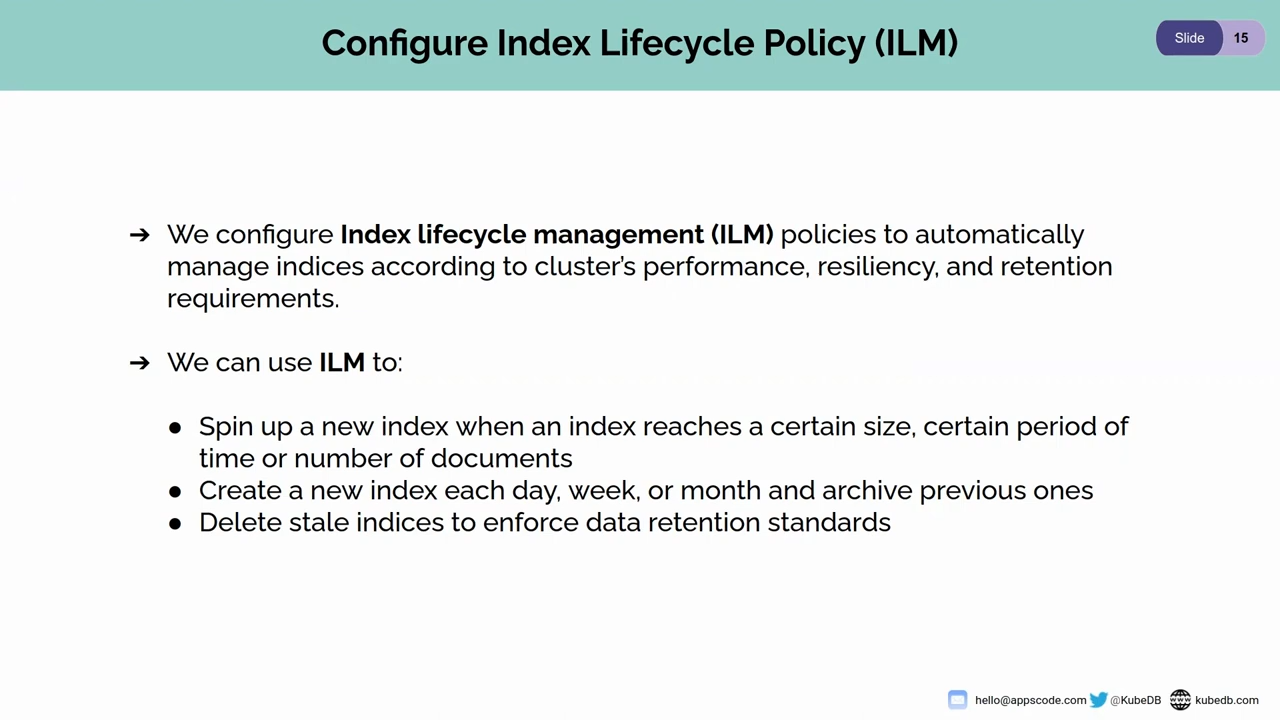 Configure Index Lifecycle Policy (ILM)
Slide 15
➔ We configure Index lifecycle management (ILM) policies to automatically
manage indices according to cluster's performance, resiliency, and retention
requirements.
➔ We can use ILM to:
● Spin up a new index when an index reaches a certain size, certain period of
time or number of documents
● Create a new index each day, week, or month and archive previous ones
● Delete stale indices to enforce data retention standards
hello@appscode.com @KubeDB kubedb.com